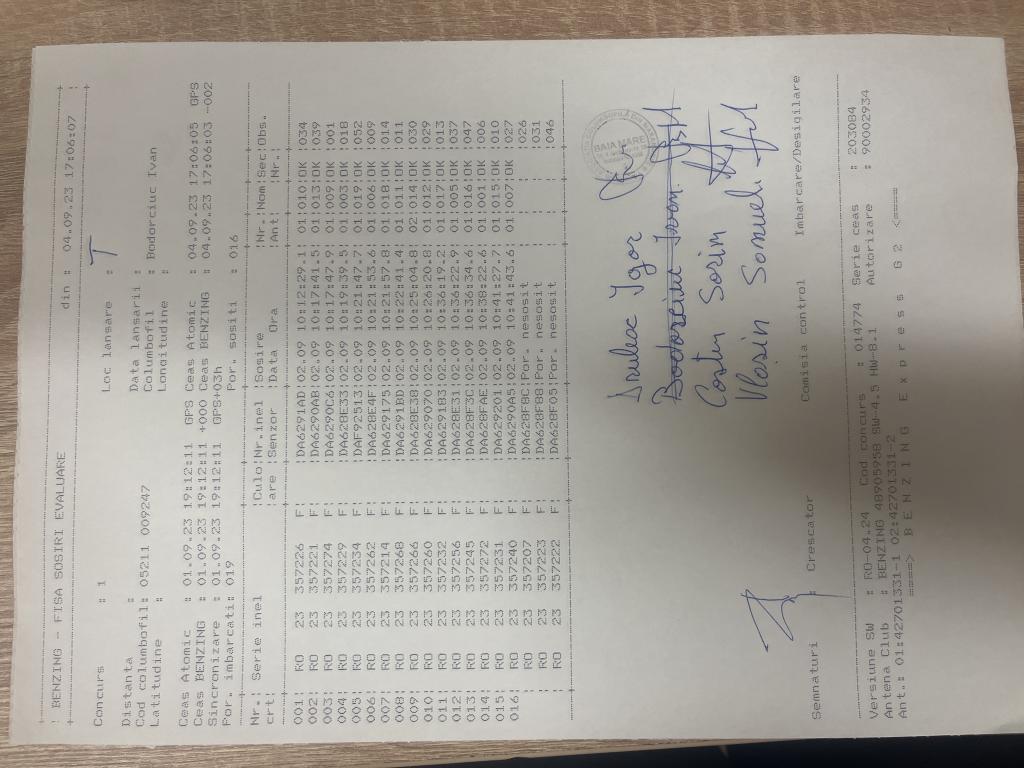 ! BENZING - FISA SOSIRI EVALUARE din : 04.09.23 17:06:07 !
Concurs : 1 Loc lansare : T
Distanta : Data lansarii :
Cod columbofil: 05211 009247 Columbofil : Bodorciuc Ivan
Latitudine : Longitudine :
Ceas Atomic : 01.09.23 19:12:11 GPS Ceas Atomic : 04.09.23 17:06:05 GPS
Ceas BENZING : 01.09.23 19:12:11 +000 Ceas BENZING : 04.09.23 17:06:03 -002
Sincronizare : 01.09.23 19:12:11 GPS+03h
Por. imbarcati: 019 Por. sositi : 016
Nr.: Serie inel !Culo!Nr.inel !Sosire !Nr!Nom!Sec!Obs.
crt! !are !Senzor !Data Ora !Ant! !Nr.!
001! RO 23 357226 F! !DA6291AD!02.09 10:12:29.1! 01!010!OK !034
002! RO 23 357221 F! !DA6290AB!02.09 10:17:41.5! 01!013!OK !039
003! RO 23 357274 F! !DA6290C6!02.09 10:17:47.9! 01!009!OK !001
004! RO 23 357229 F! !DA628E33!02.09 10:19:39.5! 01!003!OK !018
005! RO 23 357234 F! !DAF92513!02.09 10:21:47.7! 01!019!OK !052
006! RO 23 357262 F! !DA628E4F!02.09 10:21:53.6! 01!006!OK !009
007! RO 23 357214 F! !DA629175!02.09 10:21:57.8! 01!018!OK !014
008! RO 23 357268 F! !DA6291BD!02.09 10:22:41.4! 01!011!OK !011
009! RO 23 357266 F! !DA628E38!02.09 10:25:04.8! 02!014!OK !030
010! RO 23 357260 F! !DA629070!02.09 10:26:20.8! 01!012!OK !029
011! RO 23 357232 F! !DA6291B3!02.09 10:36:19.2! 01!017!OK !013
012! RO 23 357256 F! !DA628E31!02.09 10:36:22.9! 01!005!OK !037
013! RO 23 357245 F! !DA628F3C!02.09 10:36:34.6! 01!016!OK !047
014! RO 23 357272 F! !DA628FAE!02.09 10:38:22.6! 01!001!OK !006
015! RO 23 357231 F! !DA629201!02.09 10:41:27.7! 01!015!OK !010
016! RO 23 357240 F! !DA6290A5!02.09 10:41:43.6! 01!007!OK !027
! RO 23 357207 F! !DA628F8C!Por. nesosit ! ! ! !026
! RO 23 357223 F! !DA628F88!Por. nesosit ! ! ! !031
! RO 23 357222 F! !DA628F05!Por. nesosit ! ! ! !046
BAIA MARE
Igor
Bodorciuc Ivan
Costin Sorim
Vlasin Samuel
Semnaturi : Crescator Comisia control Imbarcare/Desigilare
Versiune SW : RO-04.24 Cod concurs : 014774 Serie ceas : 203084
Antena Club : BENZING 48905958 SW-4.5 HW-8.1 Autorizare : 90002934
Ant.: 01:42701331-1 02:42701331-2
====> B E N Z I N G E x p r e s s G 2 <====